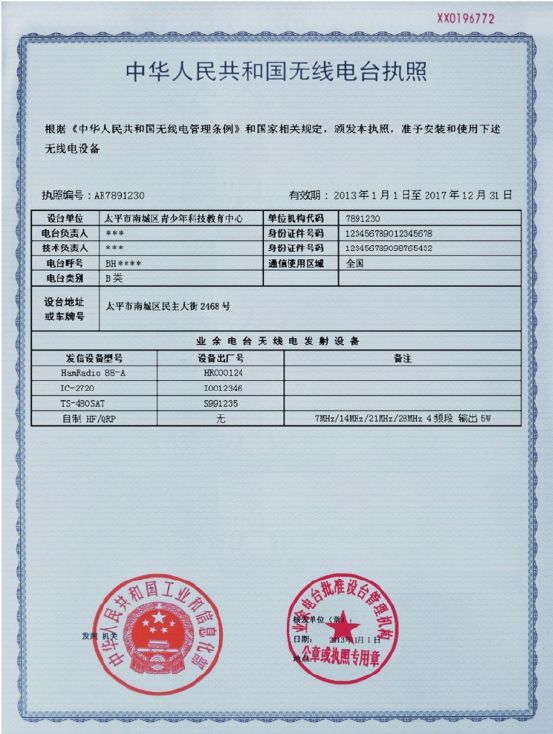 XX0196772
中华人民共和国无线电台执照
根据《中华人民共和国无线电管理条例》和国家相关规定，颁发本执照，准予安装和使用下述
无线电设备
执照编号：AR7891230 有效期：2013年1月1日至2017年12月31日
设台单位 太平市南城区青少年科技教育中心 单位机构代码 7891230
电台负责人 *** 身份证件号码 123456789012345678
技术负责人 *** 身份证件号码 123456789098765432
电台呼号 BH**** 通信使用区域 全国
电台类别 B类
设台地址
或车牌号 太平市南城区民主大街2468号
业余电台无线电发射设备
发信设备型号 设备出厂号 备注
HamRadio 88-A HR000124
IC-2720 I0012346
TS-480SAT S991235
自制 HF/QRP 无 7MHz/14MHz/21MHz/28MHz 4频段 输出 5W
中华人民共和国工业和信息化部
发照 机关
业余电台批准设台管理机构
核发单位（章）：
日期： 2013年1月1日
公章或执照专用章